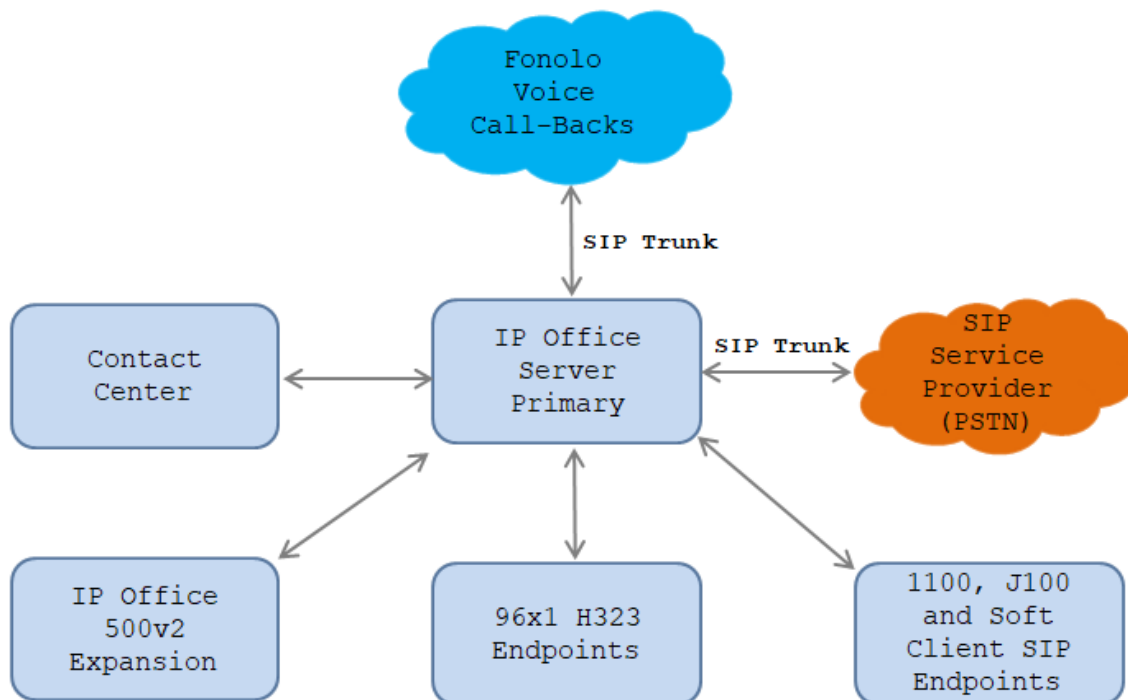 Fonolo
Voice
Call-Backs
SIP Trunk
Contact
Center
IP Office
Server
Primary
SIP Trunk
SIP
Service
Provider
(PSTN)
IP Office
500v2
Expansion
96x1 H323
Endpoints
1100, J100
and Soft
Client SIP
Endpoints